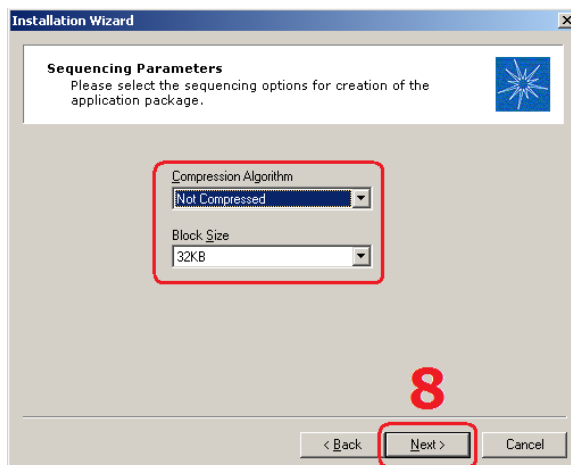 Installation Wizard
Sequencing Parameters
Please select the sequencing options for creation of the
application package.
Compression Algorithm
Not Compressed
Block Size
32KB
8
< Back Next > Cancel